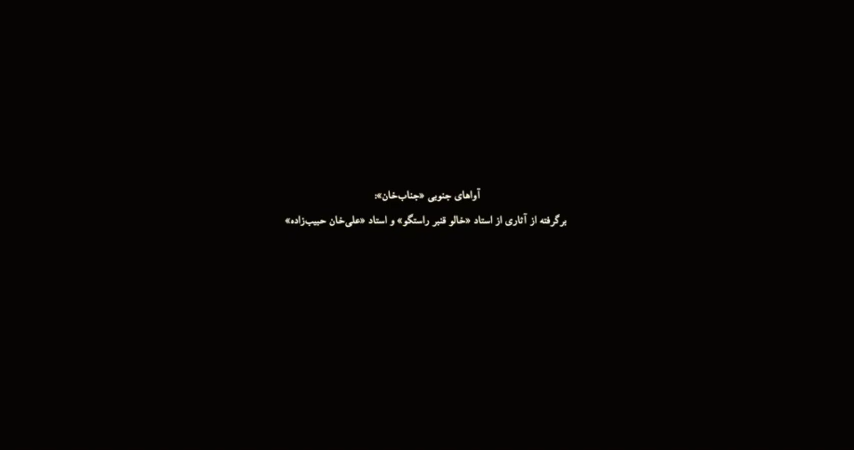 آواهای جنوبی «جناب‌خان»:
برگرفته از آثاری از استاد «خالو قنبر راستگو» و استاد «علی‌خان حبیب‌زاده»